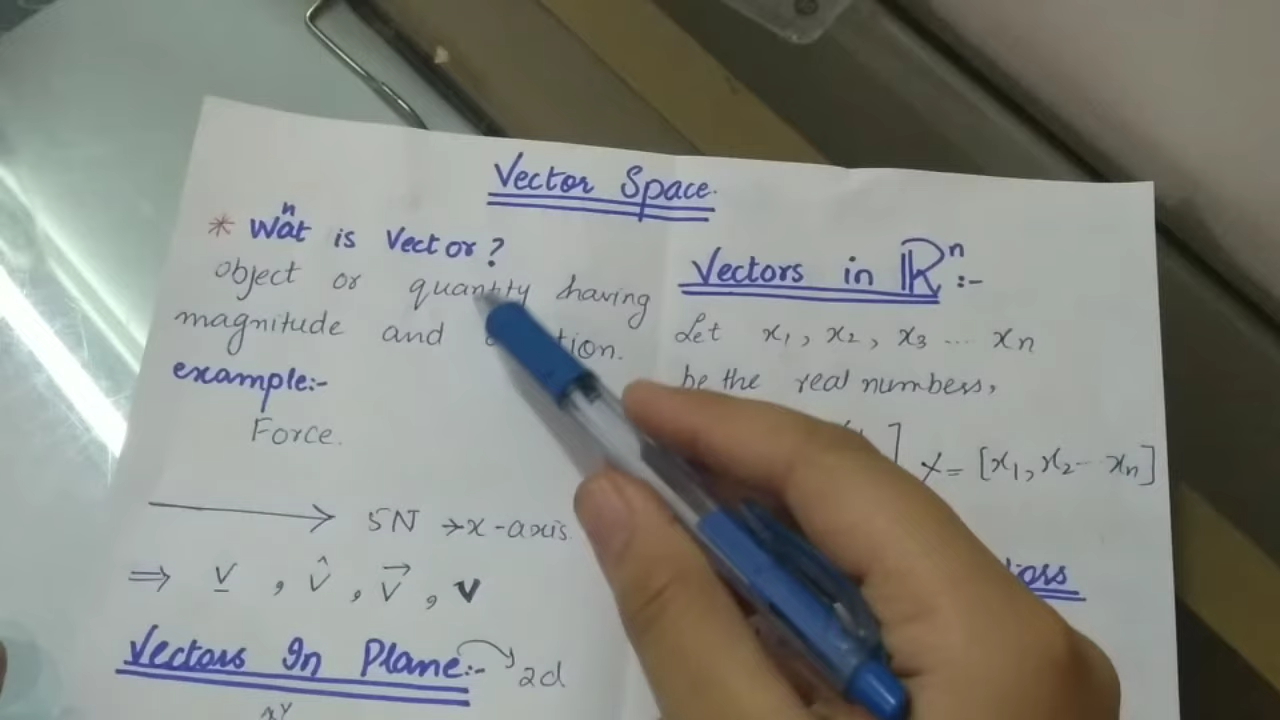 Vector Space.
* Wat is Vector?
n
object or quantity having
magnitude and
example:-
Force.
5N → x-axis
⇒ v , v̂ , v⃗ , v
Vectors In Plane:- 2d
xy
Vectors in ℝⁿ :-
Let x₁, x₂, x₃ ... xₙ
be the real numbers,
X = [x₁, x₂ -- xₙ]